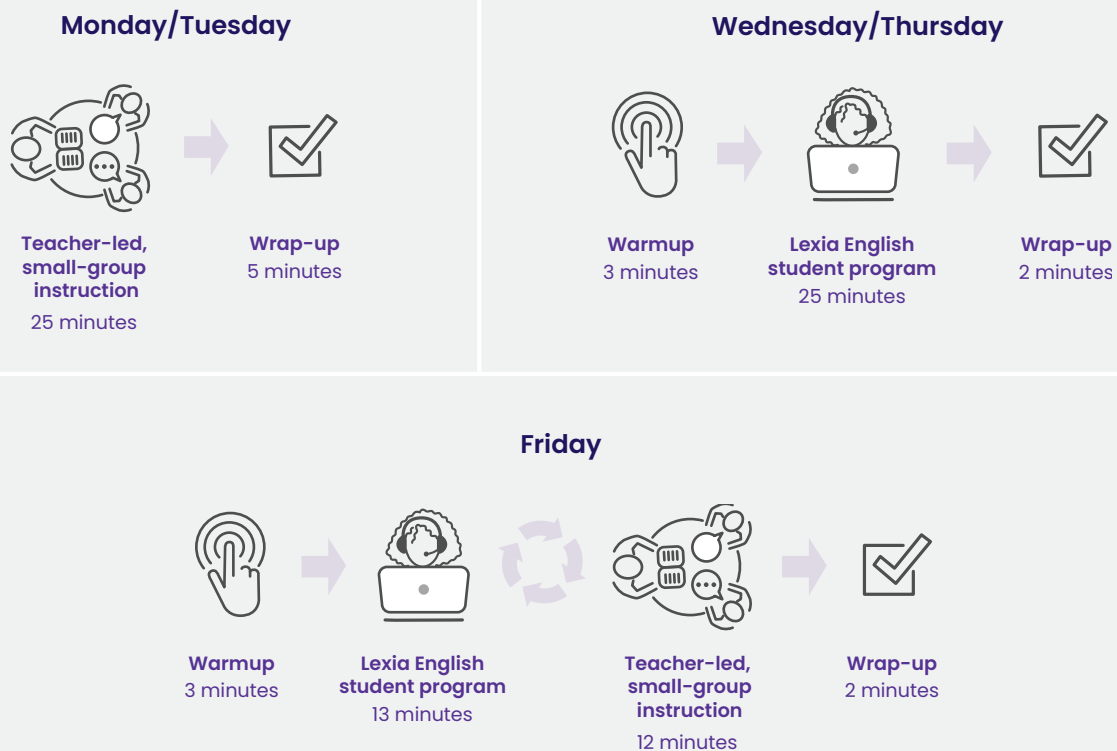 Monday/Tuesday
Teacher-led,
small-group
instruction
25 minutes
Wrap-up
5 minutes
Wednesday/Thursday
Warmup
3 minutes
Lexia English
student program
25 minutes
Wrap-up
2 minutes
Friday
Warmup
3 minutes
Lexia English
student program
13 minutes
Teacher-led,
small-group
instruction
12 minutes
Wrap-up
2 minutes